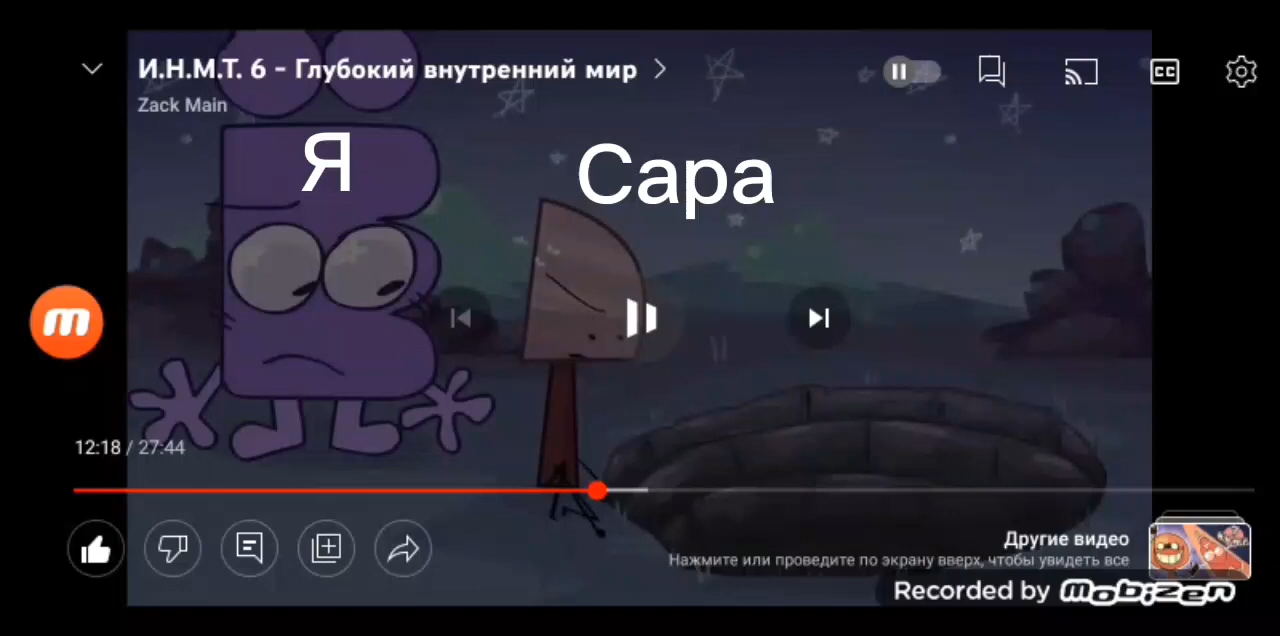 И.Н.М.Т. 6 - Глубокий внутренний мир
Zack Main
CC
Я
Сара
m
12:18 / 27:44
Другие видео
Нажмите или проведите по экрану вверх, чтобы увидеть все
Recorded by Mobizen